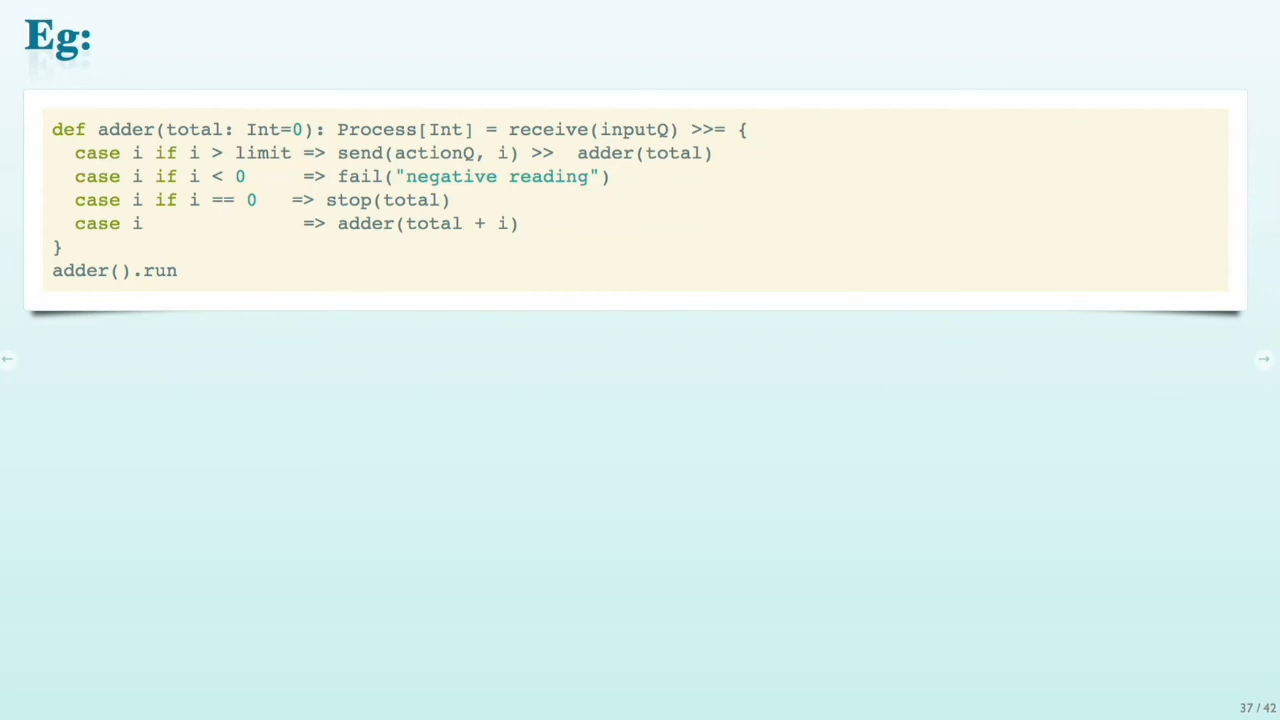 Eg:
def adder(total: Int=0): Process[Int] = receive(inputQ) >>= {
  case i if i > limit => send(actionQ, i) >>  adder(total)
  case i if i < 0     => fail("negative reading")
  case i if i == 0   => stop(total)
  case i              => adder(total + i)
}
adder().run
←
→
37 / 42